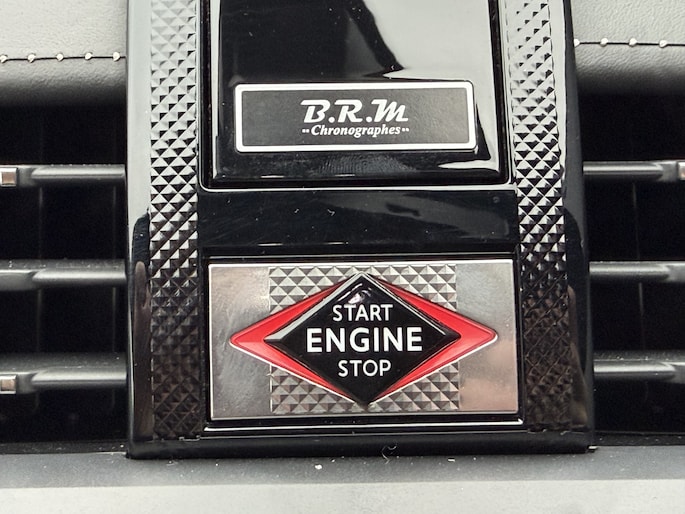 B.R.M
Chronographes
START
ENGINE
STOP